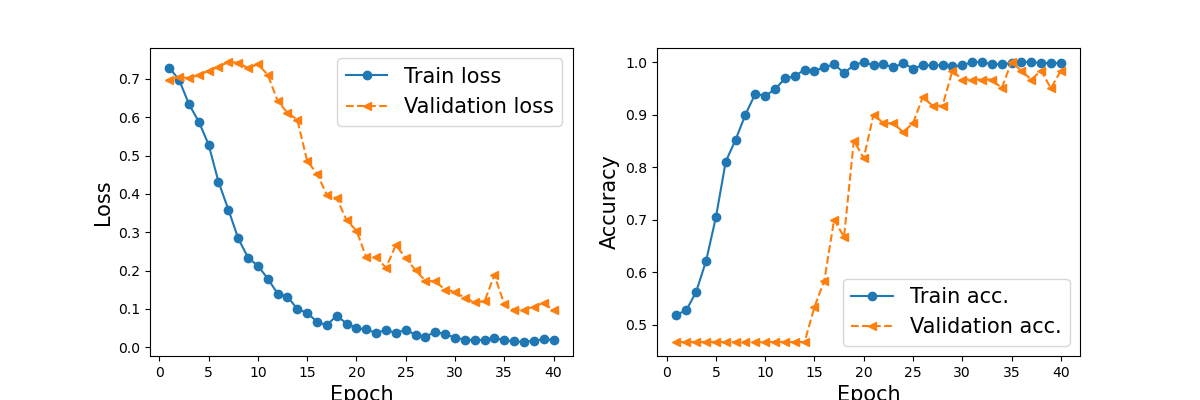 0.7
0.6
0.5
0.4
0.3
0.2
0.1
0.0
Loss
0 5 10 15 20 25 30 35 40
Epoch
Train loss
Validation loss
1.0
0.9
0.8
0.7
0.6
0.5
Accuracy
0 5 10 15 20 25 30 35 40
Epoch
Train acc.
Validation acc.